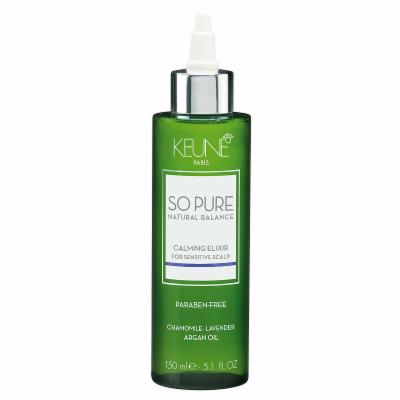 KEUNE
PARIS
SO PURE
NATURAL BALANCE
CALMING ELIXIR
FOR SENSITIVE SCALP
PARABEN-FREE
CHAMOMILE-LAVENDER
ARGAN OIL
150 ml e - 5.1 fl. OZ